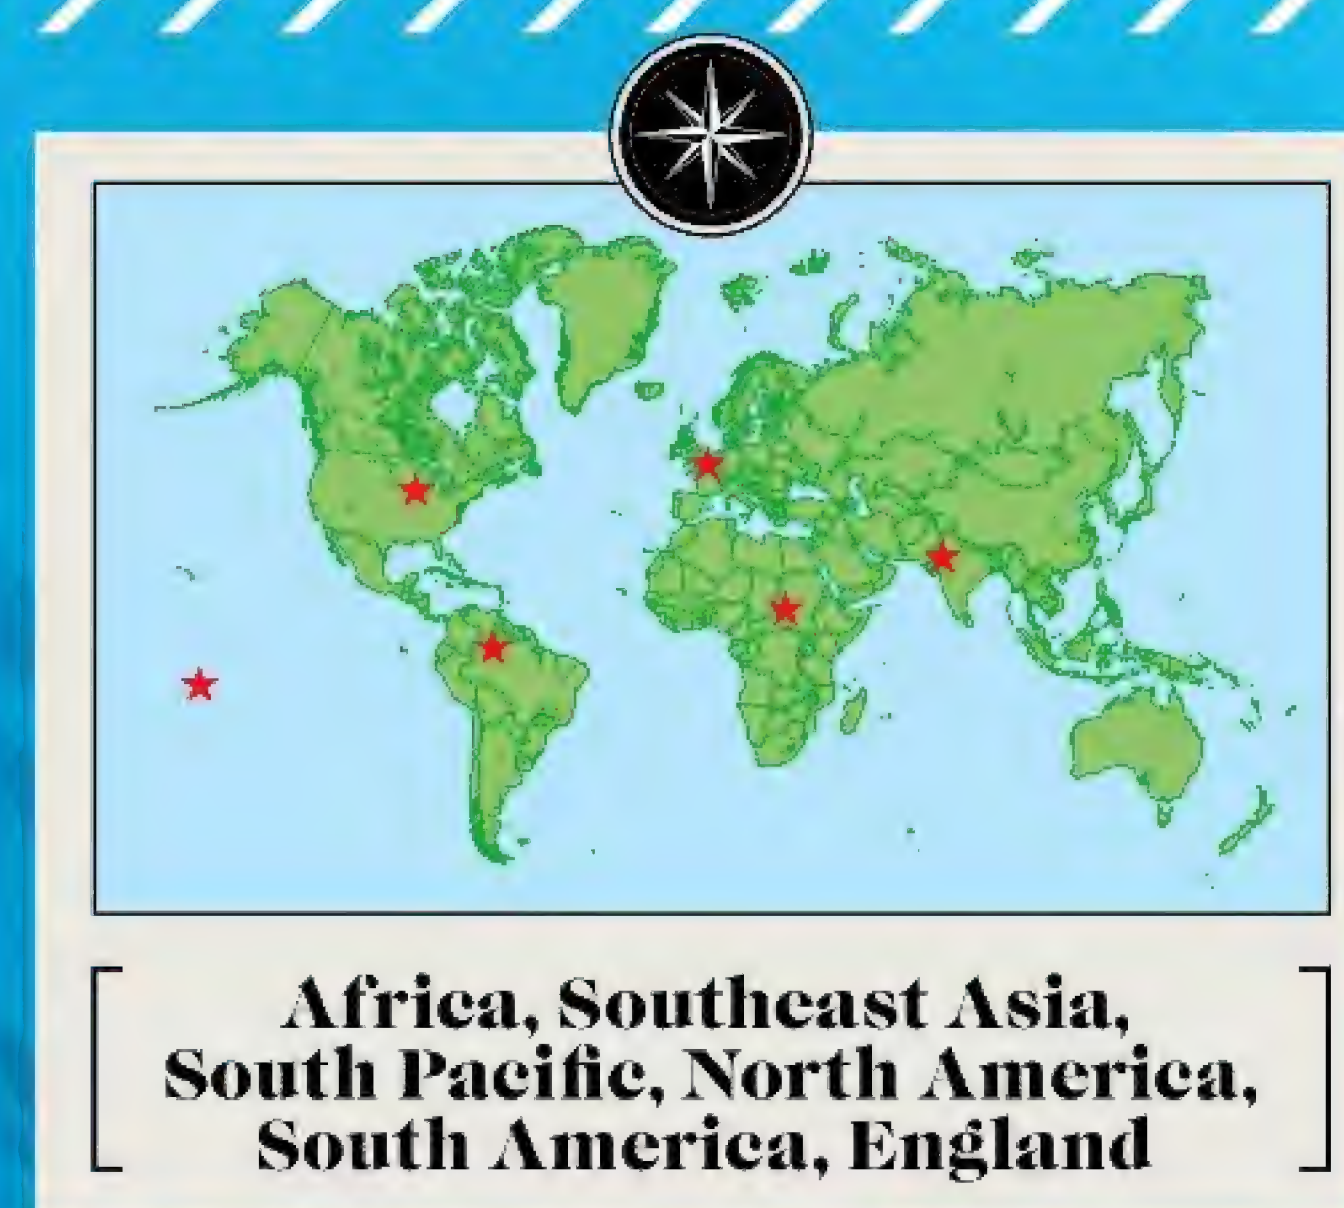 Africa, Southeast Asia,
South Pacific, North America,
South America, England